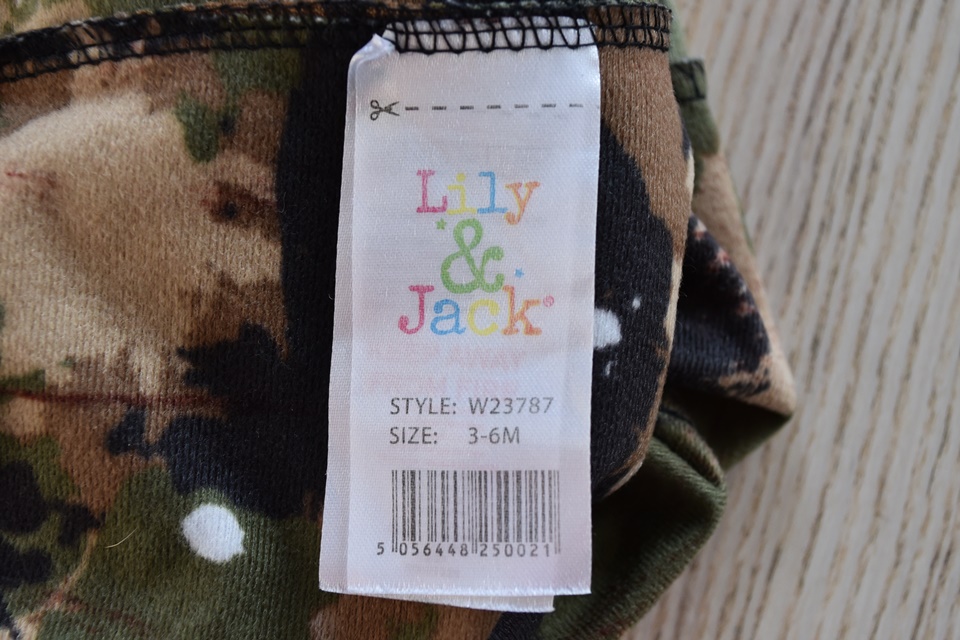 Lily
&
Jack®
STYLE: W23787
SIZE: 3-6M
5 056448 250021